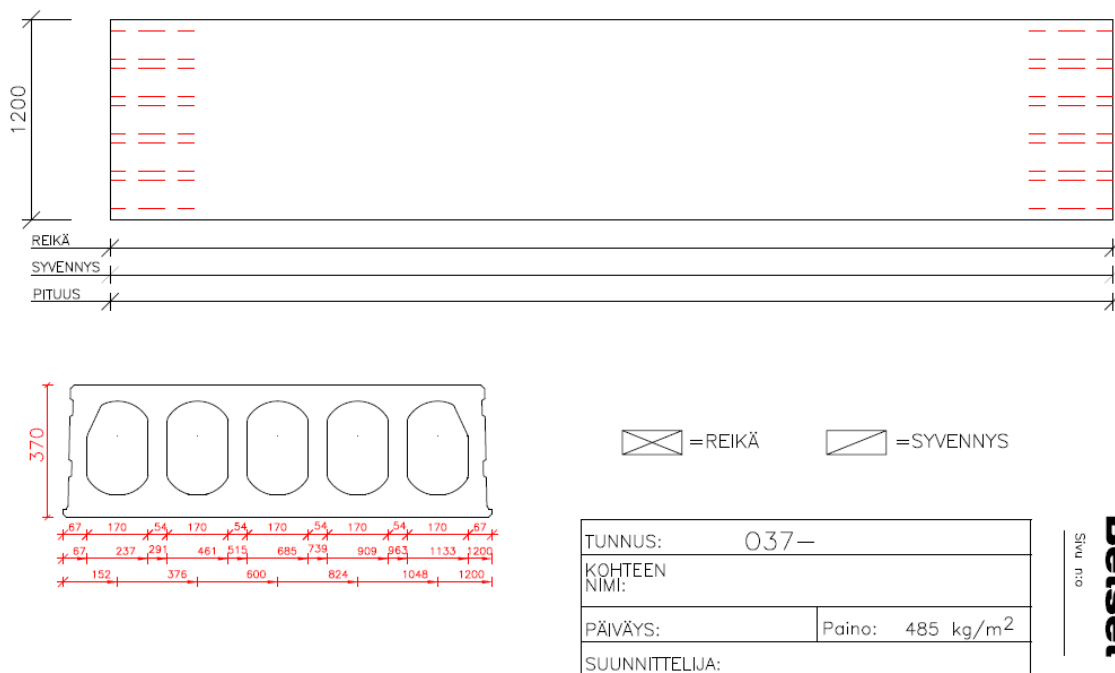 1200
REIKÄ
SYVENNYS
PITUUS
370
=REIKÄ
=SYVENNYS
67 170 54 170 54 170 54 170 54 170 67
67 237 291 461 515 685 739 909 963 1133 1200
152 376 600 824 1048 1200
TUNNUS: O37-
KOHTEEN
NIMI:
PÄIVÄYS: Paino: 485 kg/m²
SUUNNITTELIJA:
Sivu n:o